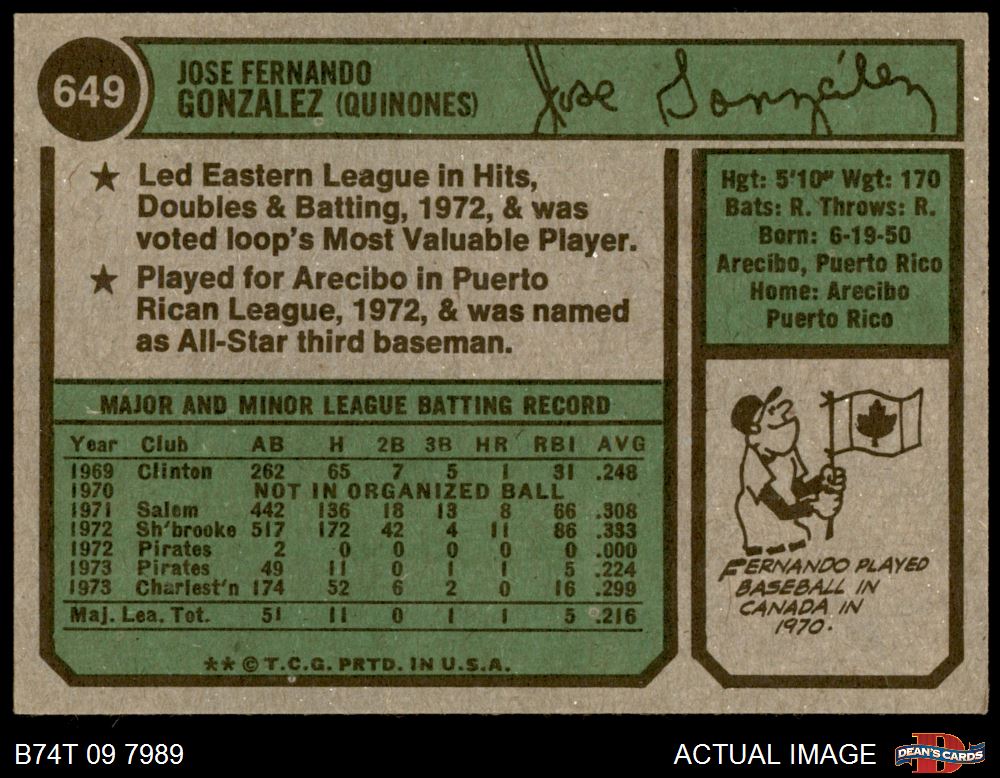 649
JOSE FERNANDO
GONZALEZ (QUINONES)
Jose González
★ Led Eastern League in Hits,
Doubles & Batting, 1972, & was
voted loop's Most Valuable Player.
★ Played for Arecibo in Puerto
Rican League, 1972, & was named
as All-Star third baseman.
Hgt: 5'10" Wgt: 170
Bats: R. Throws: R.
Born: 6-19-50
Arecibo, Puerto Rico
Home: Arecibo
Puerto Rico
MAJOR AND MINOR LEAGUE BATTING RECORD
Year Club AB H 2B 3B HR RBI AVG
1969 Clinton 262 65 7 5 1 31 .248
1970 NOT IN ORGANIZED BALL
1971 Salem 442 136 18 13 8 66 .308
1972 Sh'brooke 517 172 42 4 11 86 .333
1972 Pirates 2 0 0 0 0 0 .000
1973 Pirates 49 11 0 1 1 5 .224
1973 Charlest'n 174 52 6 2 0 16 .299
Maj. Lea. Tot. 51 11 0 1 1 5 .216
** © T.C.G. PRTD. IN U.S.A.
FERNANDO PLAYED
BASEBALL IN
CANADA IN
1970.
B74T 09 7989
ACTUAL IMAGE
DEAN'S CARDS